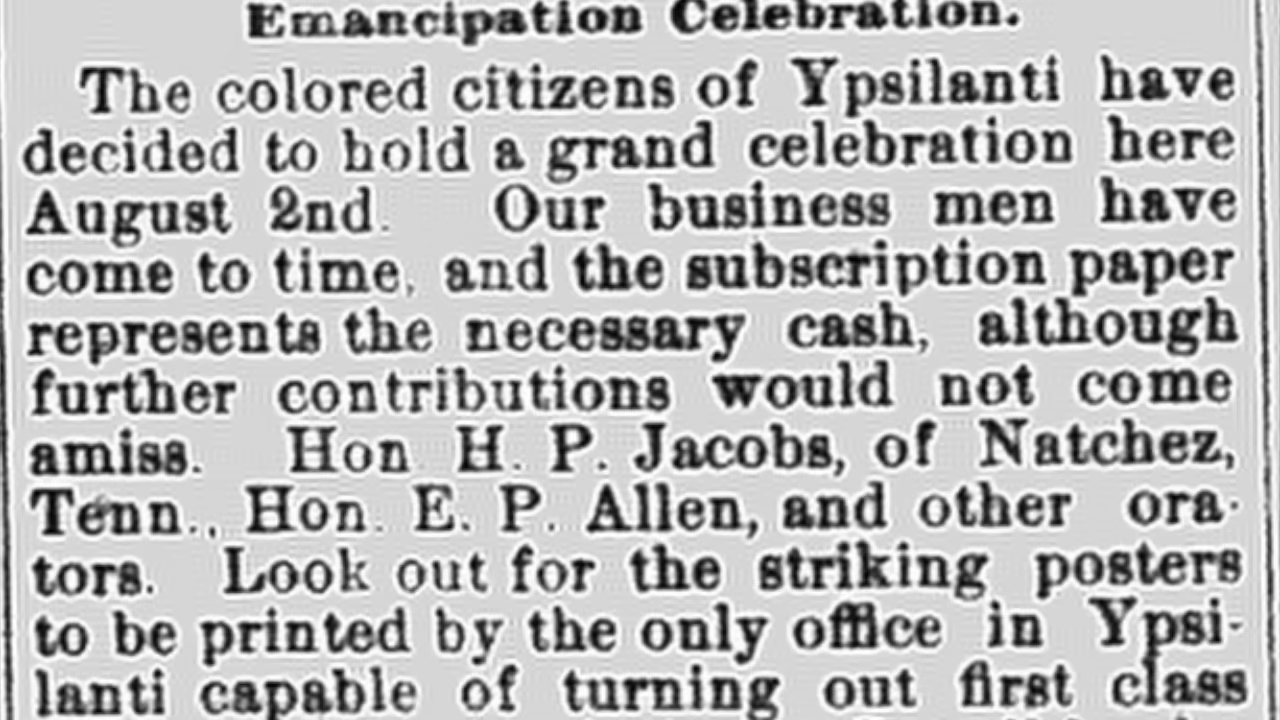 Emancipation Celebration.
The colored citizens of Ypsilanti have
decided to hold a grand celebration here
August 2nd. Our business men have
come to time, and the subscription paper
represents the necessary cash, although
further contributions would not come
amiss. Hon H. P. Jacobs, of Natchez,
Tenn., Hon. E. P. Allen, and other ora-
tors. Look out for the striking posters
to be printed by the only office in Ypsi-
lanti capable of turning out first class